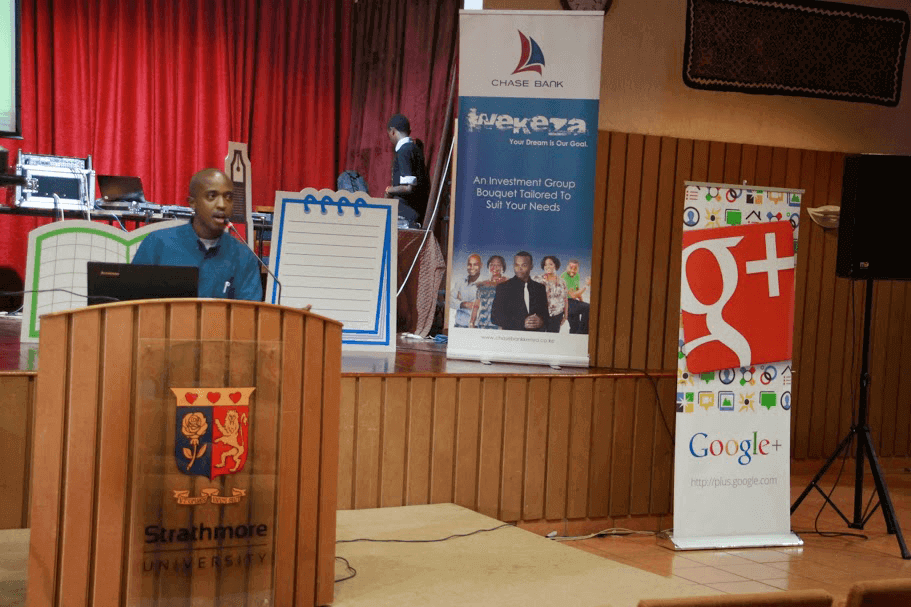 CHASE BANK
iwekeza
Your Dream is Our Goal.
An Investment Group
Bouquet Tailored To
Suit Your Needs
g+
Google+
http://plus.google.com
Strathmore
UNIVERSITY